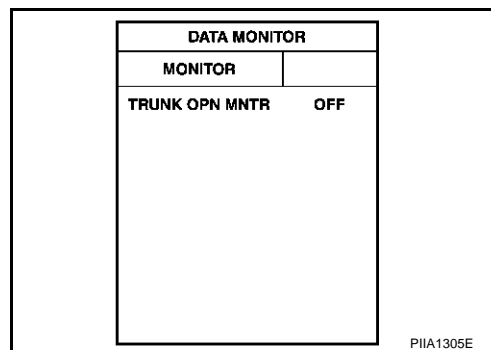 DATA MONITOR
MONITOR
TRUNK OPN MNTR OFF
PIIA1305E